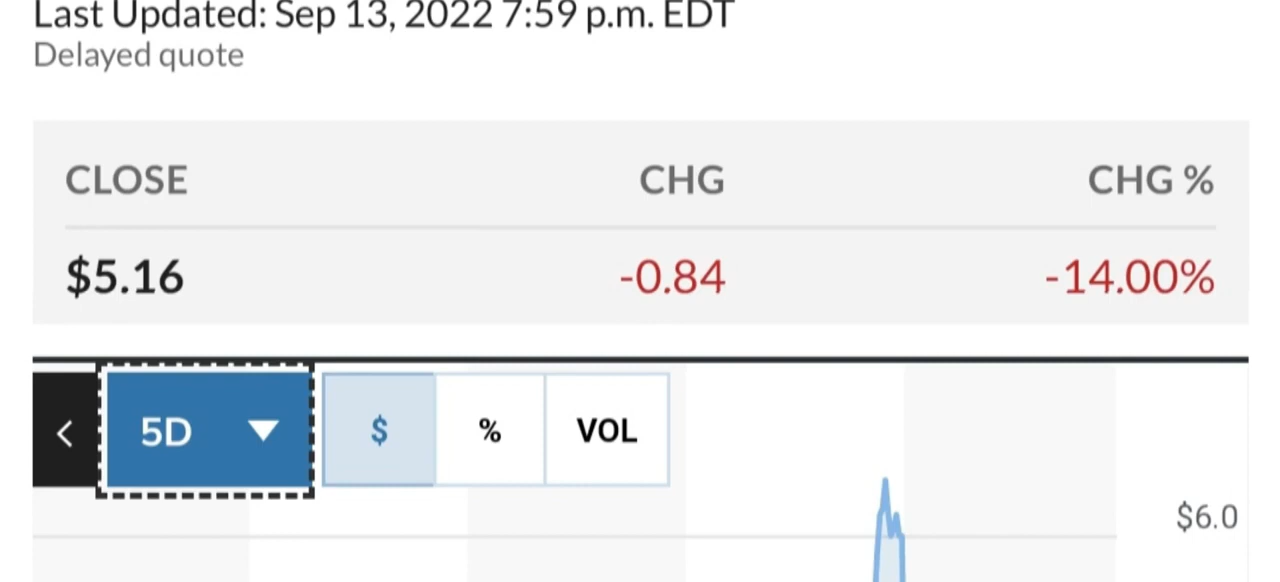 Last Updated: Sep 13, 2022 7:59 p.m. EDT
Delayed quote
CLOSE CHG CHG %
$5.16 -0.84 -14.00%
5D $ % VOL
$6.0